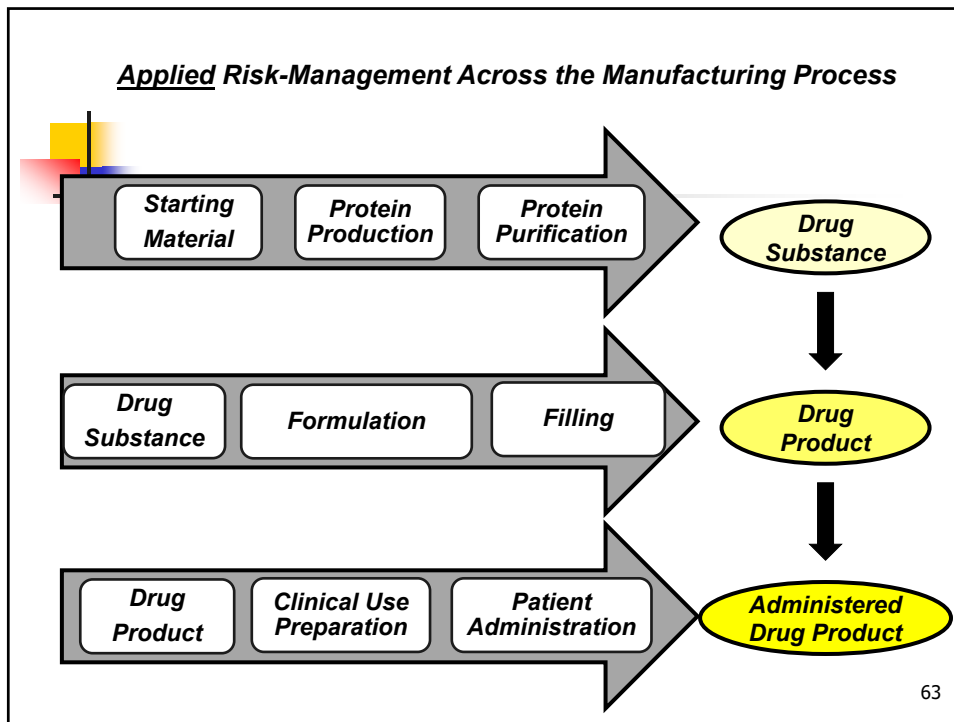 Applied Risk-Management Across the Manufacturing Process
Starting
Material
Protein
Production
Protein
Purification
Drug
Substance
Drug
Substance
Formulation
Filling
Drug
Product
Drug
Product
Clinical Use
Preparation
Patient
Administration
Administered
Drug Product
63